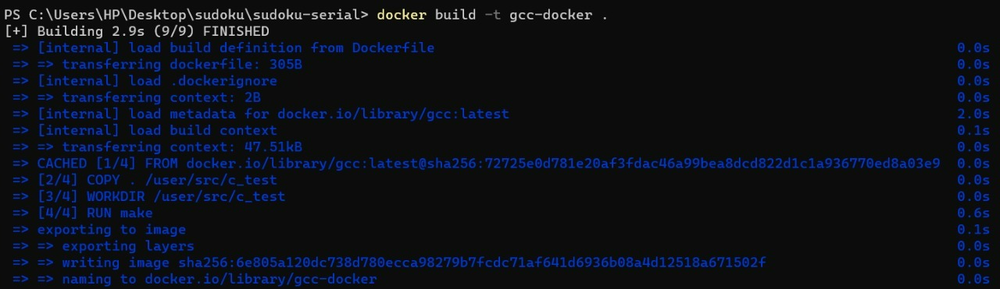 PS C:\Users\HP\Desktop\sudoku\sudoku-serial> docker build -t gcc-docker .
[+] Building 2.9s (9/9) FINISHED
=> [internal] load build definition from Dockerfile 0.0s
=> => transferring dockerfile: 305B 0.0s
=> [internal] load .dockerignore 0.0s
=> => transferring context: 2B 0.0s
=> [internal] load metadata for docker.io/library/gcc:latest 2.0s
=> [internal] load build context 0.1s
=> => transferring context: 47.51kB 0.0s
=> CACHED [1/4] FROM docker.io/library/gcc:latest@sha256:72725e0d781e20af3fdac46a99bea8dcd822d1c1a936770ed8a03e9 0.0s
=> [2/4] COPY . /user/src/c_test 0.0s
=> [3/4] WORKDIR /user/src/c_test 0.0s
=> [4/4] RUN make 0.6s
=> exporting to image 0.1s
=> => exporting layers 0.0s
=> => writing image sha256:6e805a120dc738d780ecca98279b7fcdc71af641d6936b08a4d12518a671502f 0.0s
=> => naming to docker.io/library/gcc-docker 0.0s